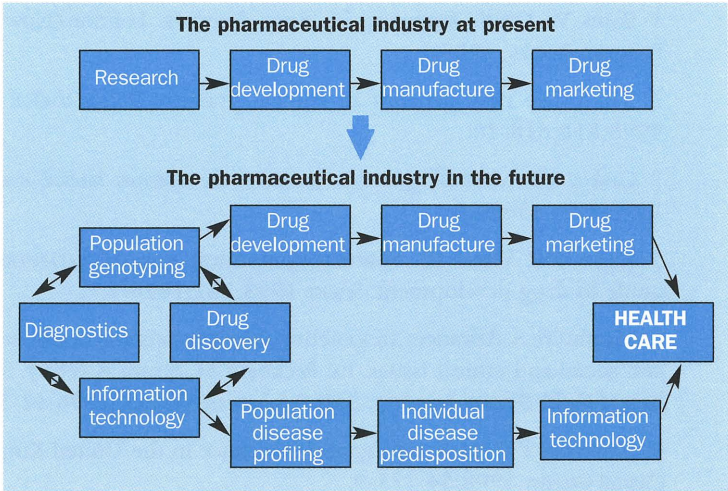 The pharmaceutical industry at present
Research
Drug
development
Drug
manufacture
Drug
marketing
The pharmaceutical industry in the future
Population
genotyping
Drug
development
Drug
manufacture
Drug
marketing
Diagnostics
Drug
discovery
HEALTH
CARE
Information
technology
Population
disease
profiling
Individual
disease
predisposition
Information
technology